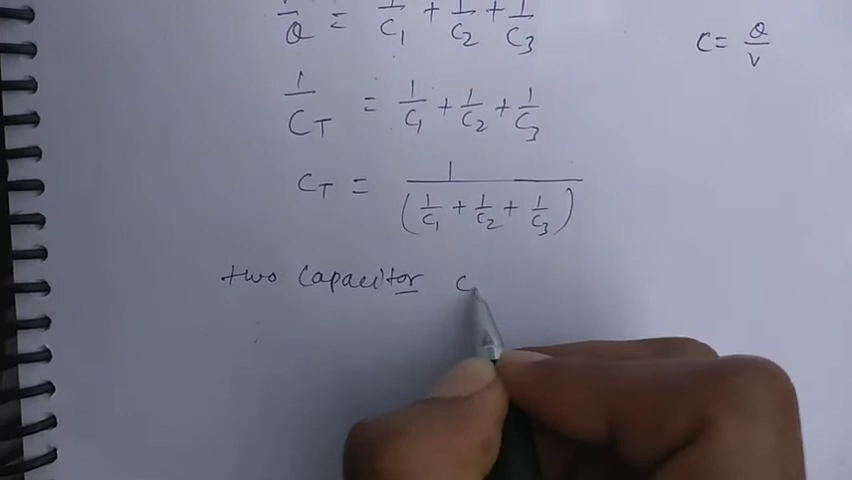 V/Q = 1/C1 + 1/C2 + 1/C3
C = Q/V
1/CT = 1/C1 + 1/C2 + 1/C3
CT = 1/(1/C1 + 1/C2 + 1/C3)
two capacitor C